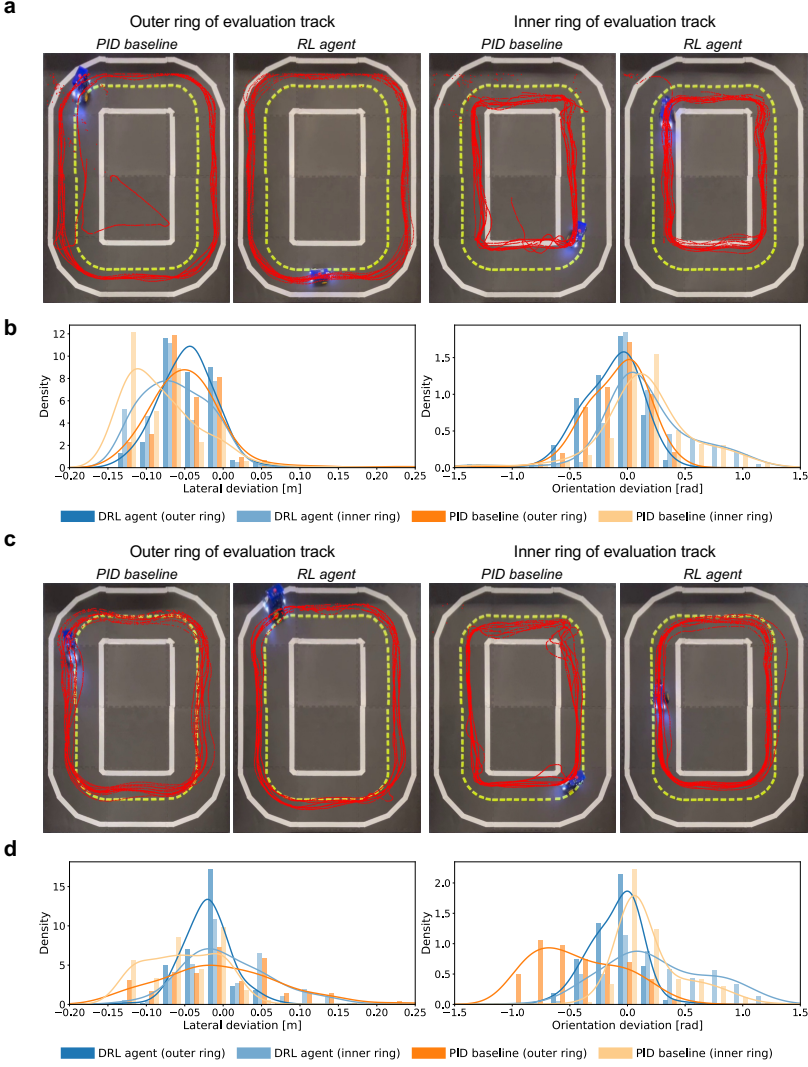 a
Outer ring of evaluation track
Inner ring of evaluation track
PID baseline
RL agent
PID baseline
RL agent
b
12
10
8
6
4
2
0
Density
−0.20 −0.15 −0.10 −0.05 0.00 0.05 0.10 0.15 0.20 0.25
Lateral deviation [m]
1.5
1.0
0.5
0.0
Density
−1.5 −1.0 −0.5 0.0 0.5 1.0 1.5
Orientation deviation [rad]
DRL agent (outer ring) DRL agent (inner ring) PID baseline (outer ring) PID baseline (inner ring)
c
Outer ring of evaluation track
Inner ring of evaluation track
PID baseline
RL agent
PID baseline
RL agent
d
15
10
5
0
Density
−0.20 −0.15 −0.10 −0.05 0.00 0.05 0.10 0.15 0.20 0.25
Lateral deviation [m]
2.0
1.5
1.0
0.5
0.0
Density
−1.5 −1.0 −0.5 0.0 0.5 1.0 1.5
Orientation deviation [rad]
DRL agent (outer ring) DRL agent (inner ring) PID baseline (outer ring) PID baseline (inner ring)